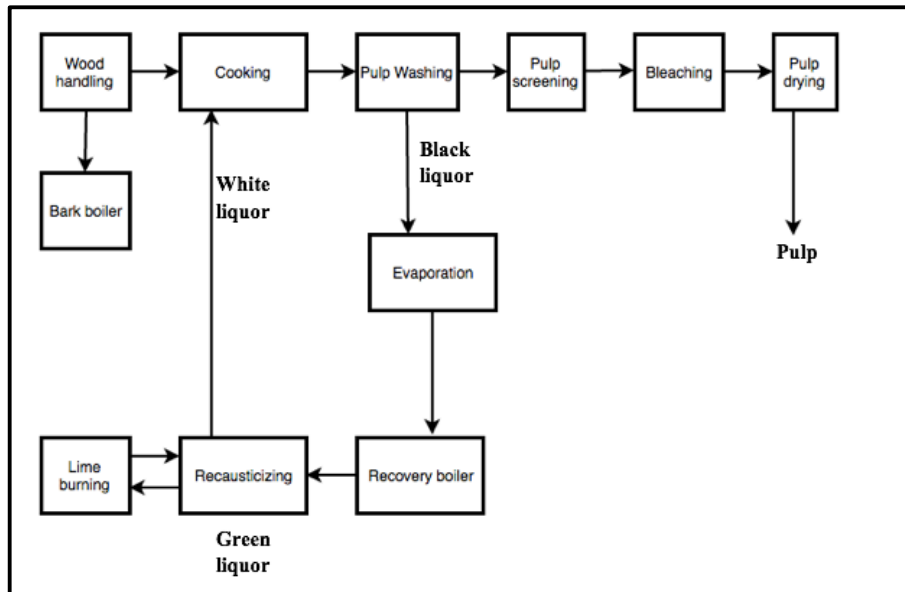 Wood
handling
Cooking
Pulp Washing
Pulp
screening
Bleaching
Pulp
drying
Bark boiler
White
liquor
Black
liquor
Evaporation
Pulp
Lime
burning
Recausticizing
Recovery boiler
Green
liquor